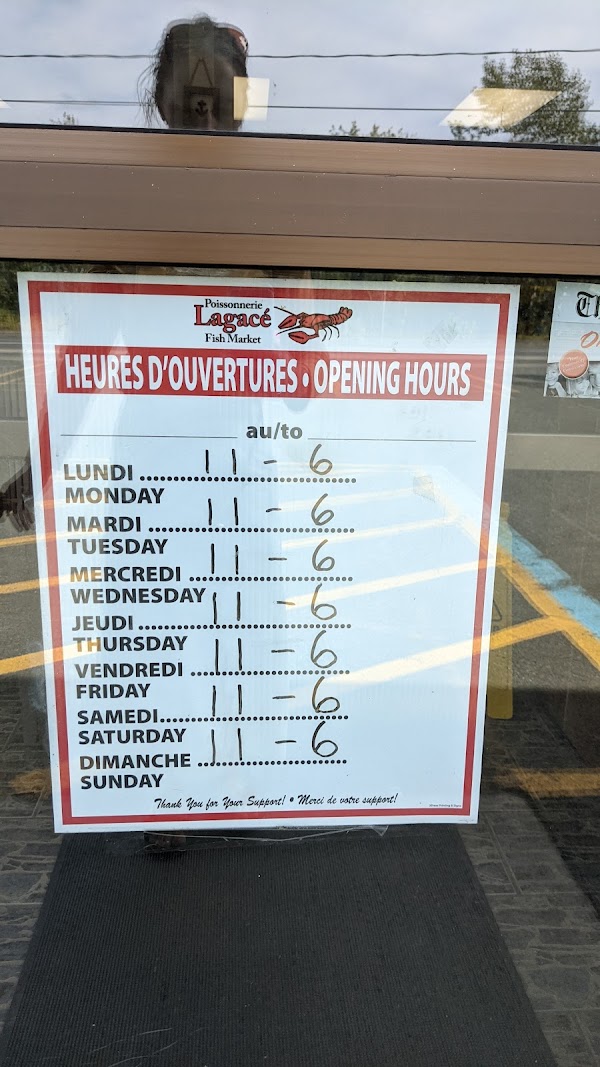 Poissonnerie
Lagacé
Fish Market
HEURES D'OUVERTURES • OPENING HOURS
au/to
LUNDI 11 - 6
MONDAY
MARDI 11 - 6
TUESDAY
MERCREDI 11 - 6
WEDNESDAY
JEUDI 11 - 6
THURSDAY
VENDREDI 11 - 6
FRIDAY
SAMEDI 11 - 6
SATURDAY
DIMANCHE 11 - 6
SUNDAY
Thank You for Your Support! • Merci de votre support!